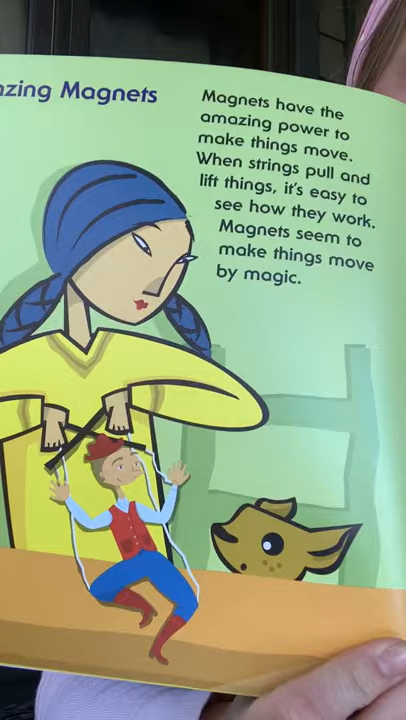 Magnets
Magnets have the
amazing power to
make things move.
When strings pull and
lift things, it's easy to
see how they work.
Magnets seem to
make things move
by magic.